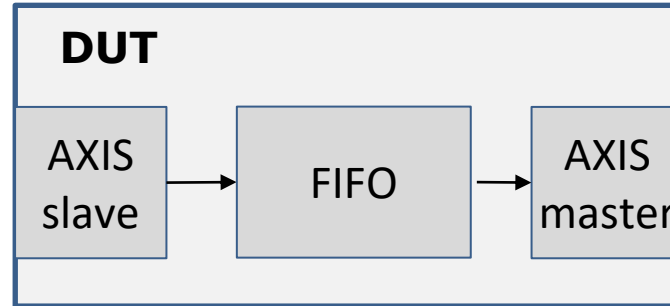 DUT
AXIS
slave
FIFO
AXIS
master